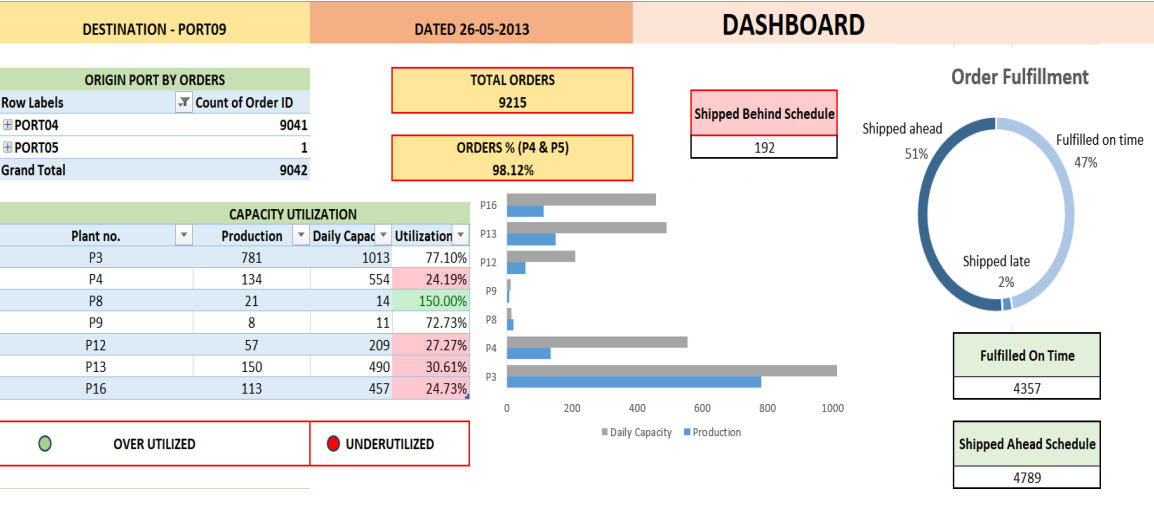 DESTINATION - PORT09
DATED 26-05-2013
DASHBOARD
ORIGIN PORT BY ORDERS
Row Labels Count of Order ID
PORT04 9041
PORT05 1
Grand Total 9042
TOTAL ORDERS
9215
ORDERS % (P4 & P5)
98.12%
Shipped Behind Schedule
192
Order Fulfillment
Shipped ahead
51%
Fulfilled on time
47%
Shipped late
2%
CAPACITY UTILIZATION
Plant no. Production Daily Capac Utilization
P3 781 1013 77.10%
P4 134 554 24.19%
P8 21 14 150.00%
P9 8 11 72.73%
P12 57 209 27.27%
P13 150 490 30.61%
P16 113 457 24.73%
P16
P13
P12
P9
P8
P4
P3
0 200 400 600 800 1000
Daily Capacity Production
Fulfilled On Time
4357
Shipped Ahead Schedule
4789
OVER UTILIZED
UNDERUTILIZED